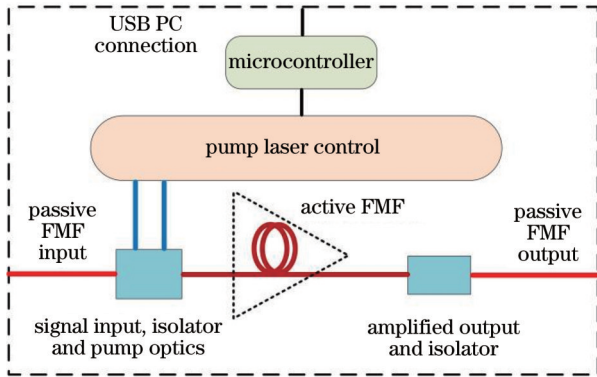 USB PC
connection
microcontroller
pump laser control
passive
FMF
input
active FMF
passive
FMF
output
signal input, isolator
and pump optics
amplified output
and isolator